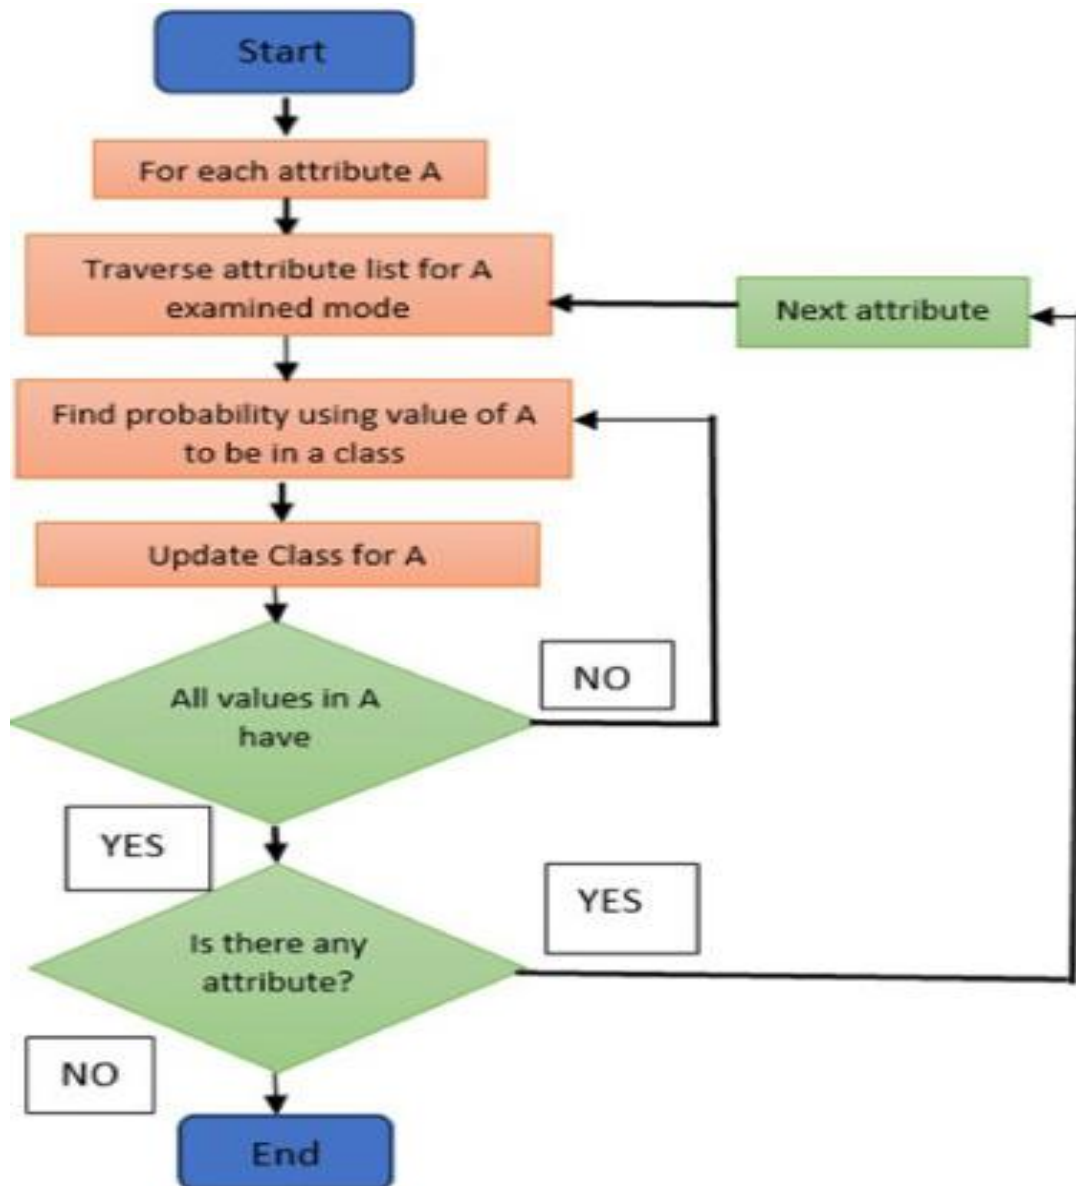 Start
For each attribute A
Traverse attribute list for A
examined mode
Next attribute
Find probability using value of A
to be in a class
Update Class for A
All values in A
have
NO
YES
Is there any
attribute?
YES
NO
End